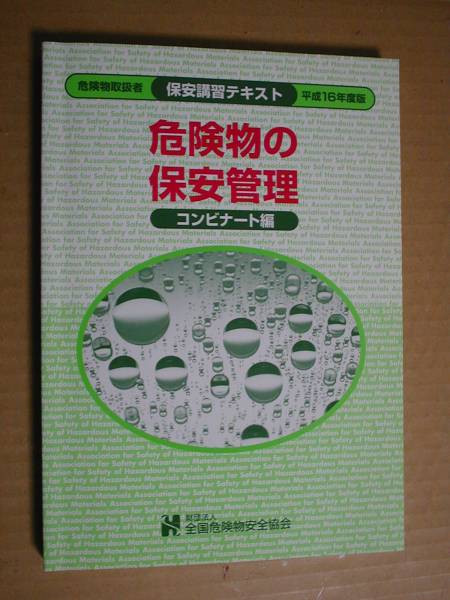 危険物取扱者 保安講習テキスト 平成16年度版
危険物の
保安管理
コンビナート編
財団法人
全国危険物安全協会